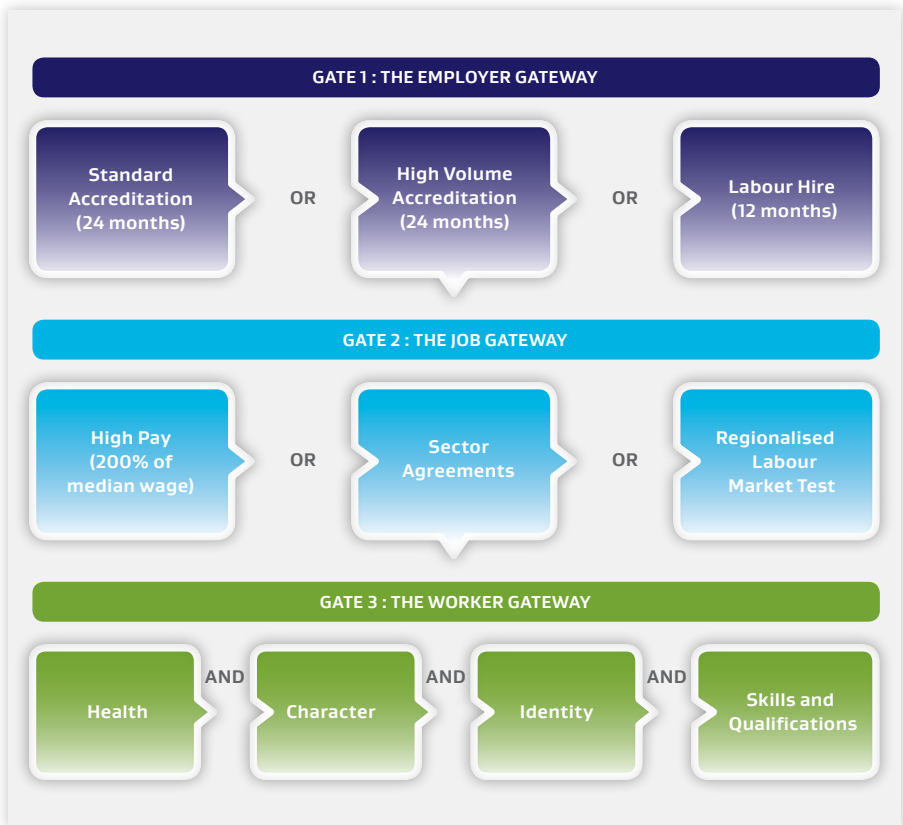 GATE 1 : THE EMPLOYER GATEWAY
Standard
Accreditation
(24 months)
OR
High Volume
Accreditation
(24 months)
OR
Labour Hire
(12 months)
GATE 2 : THE JOB GATEWAY
High Pay
(200% of
median wage)
OR
Sector
Agreements
OR
Regionalised
Labour
Market Test
GATE 3 : THE WORKER GATEWAY
Health
AND
Character
AND
Identity
AND
Skills and
Qualifications